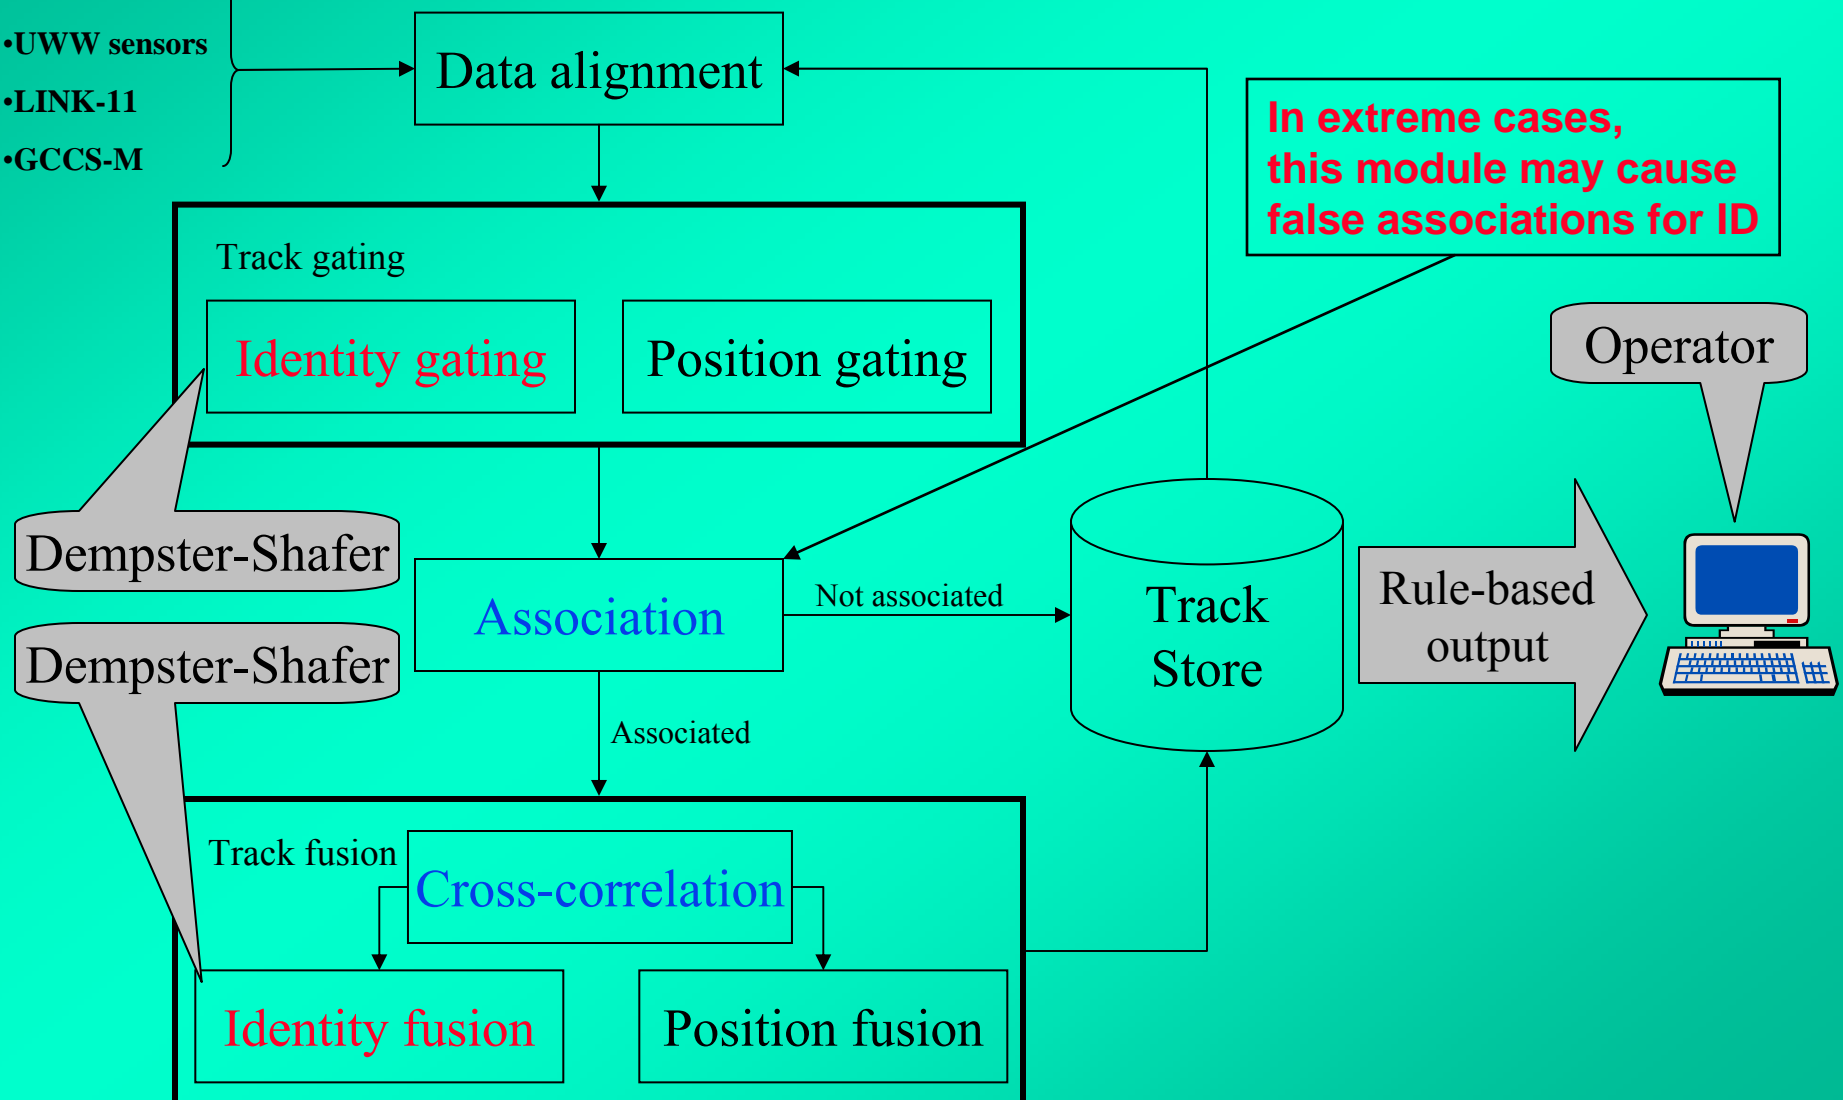 •UWW sensors
•LINK-11
•GCCS-M
Data alignment
In extreme cases,
this module may cause
false associations for ID
Track gating
Identity gating
Position gating
Operator
Dempster-Shafer
Association
Not associated
Track
Store
Rule-based
output
Dempster-Shafer
Associated
Track fusion
Cross-correlation
Identity fusion
Position fusion